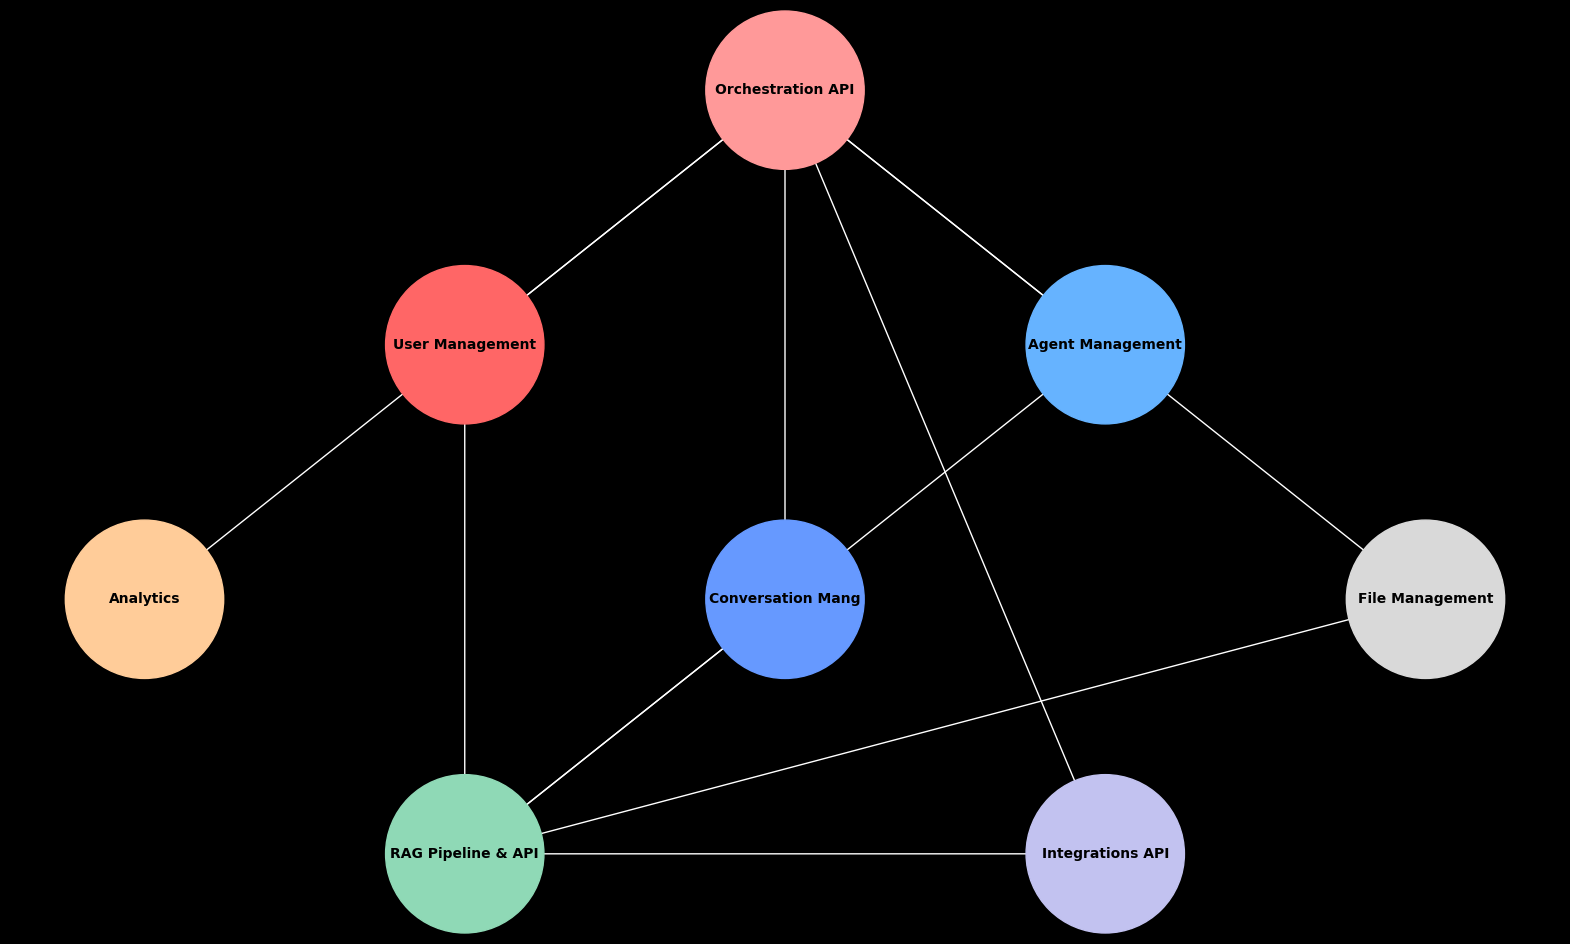 Orchestration API
User Management
Agent Management
Analytics
Conversation Mang
File Management
RAG Pipeline & API
Integrations API